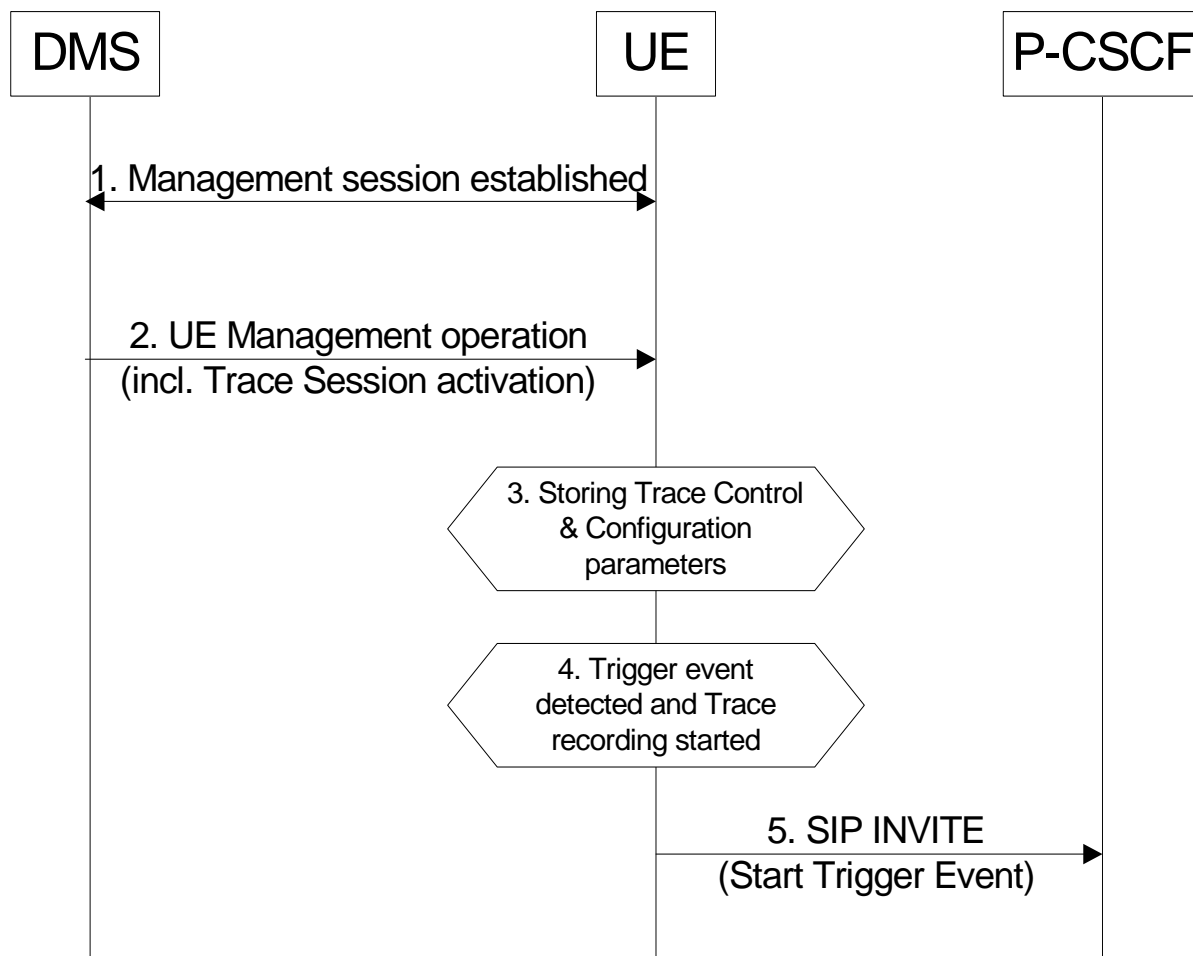 DMS
UE
P-CSCF
1. Management session established
2. UE Management operation
(incl. Trace Session activation)
3. Storing Trace Control
& Configuration
parameters
4. Trigger event
detected and Trace
recording started
5. SIP INVITE
(Start Trigger Event)